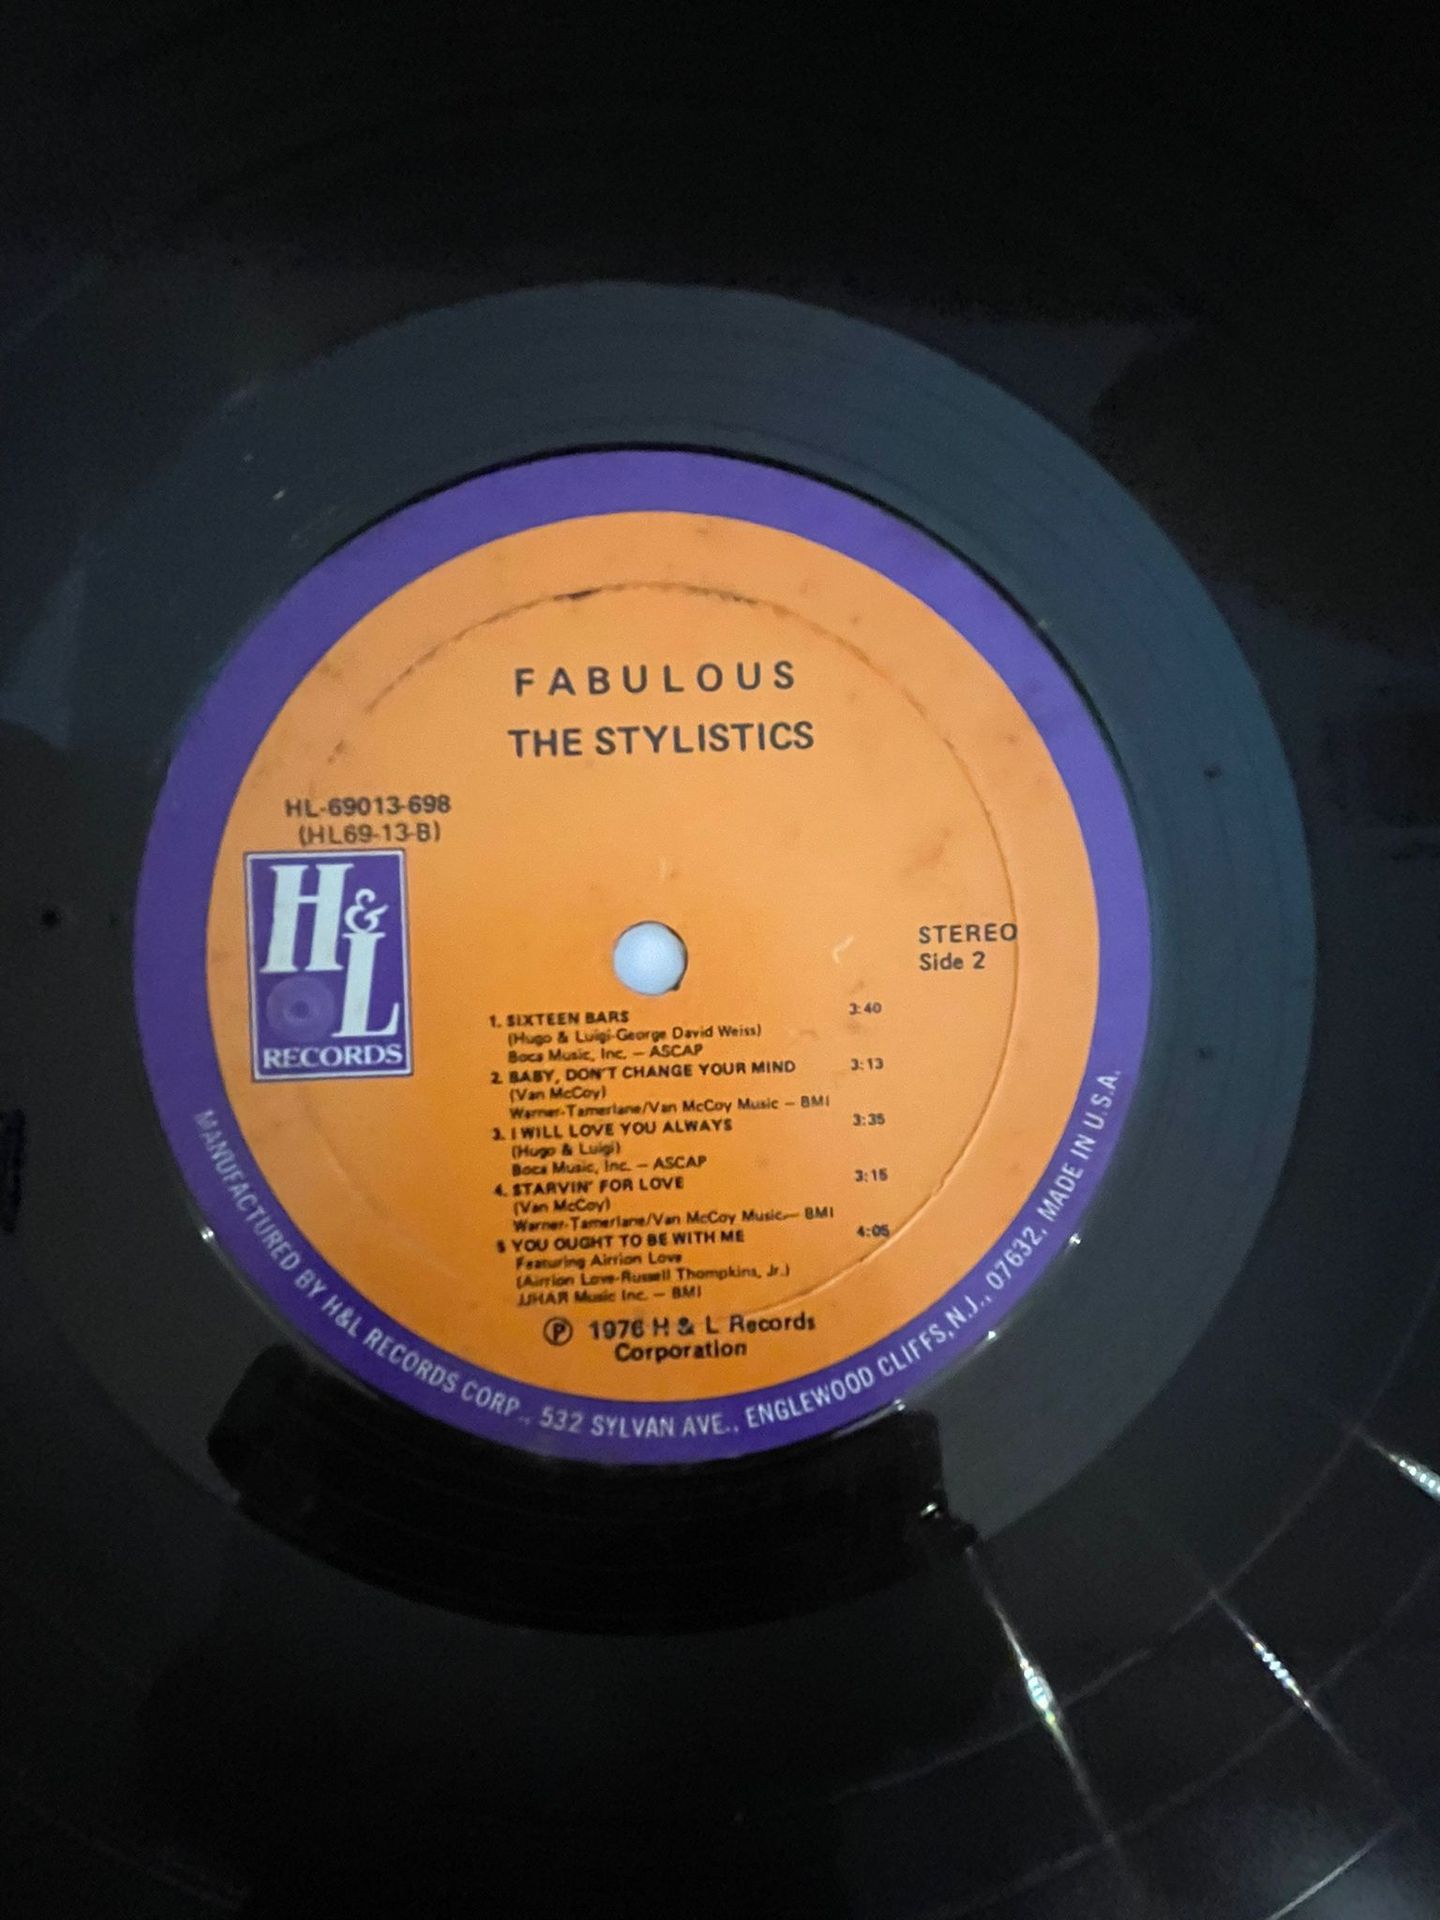 FABULOUS
THE STYLISTICS
HL-69013-698
(HL69-13-B)
H&L
RECORDS
STEREO
Side 2
1. SIXTEEN BARS 3:40
(Hugo & Luigi-George David Weiss)
Boca Music, Inc. — ASCAP
2. BABY, DON'T CHANGE YOUR MIND 3:13
(Van McCoy)
Warner-Tamerlane/Van McCoy Music — BMI
3. I WILL LOVE YOU ALWAYS 3:35
(Hugo & Luigi)
Boca Music, Inc. — ASCAP
4. STARVIN' FOR LOVE 3:15
(Van McCoy)
Warner-Tamerlane/Van McCoy Music — BMI
5 YOU OUGHT TO BE WITH ME 4:05
Featuring Airrion Love
(Airrion Love-Russell Thompkins, Jr.)
JJHAR Music Inc. — BMI
Ⓟ 1976 H & L Records
Corporation
MANUFACTURED BY H&L RECORDS CORP., 532 SYLVAN AVE., ENGLEWOOD CLIFFS, N.J., 07632, MADE IN U.S.A.